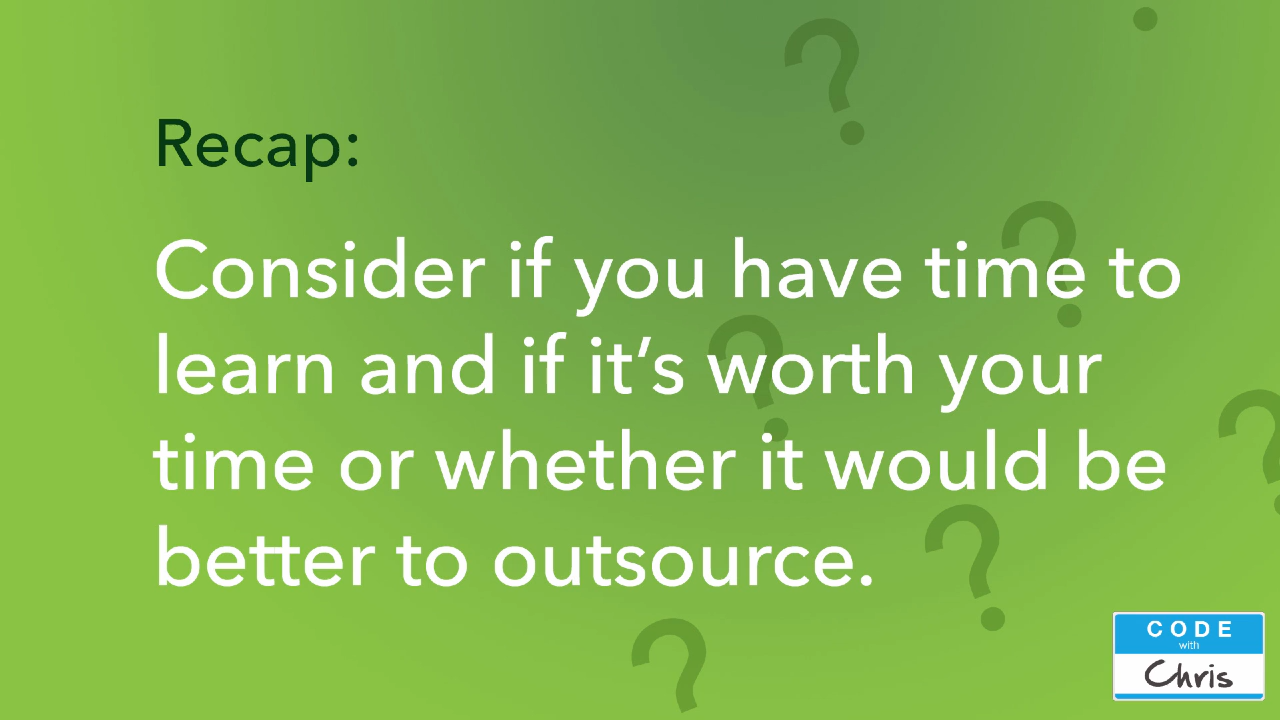 Recap:
Consider if you have time to
learn and if it’s worth your
time or whether it would be
better to outsource.
CODE
with
Chris